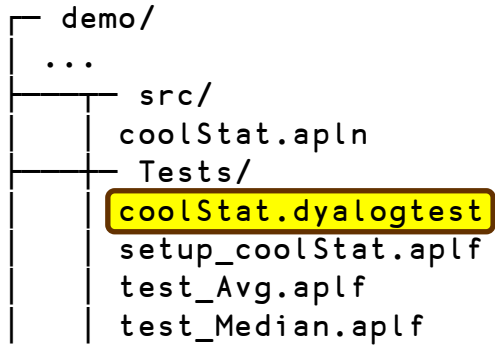 demo/
...
src/
coolStat.apln
Tests/
coolStat.dyalogtest
setup_coolStat.aplf
test_Avg.aplf
test_Median.aplf